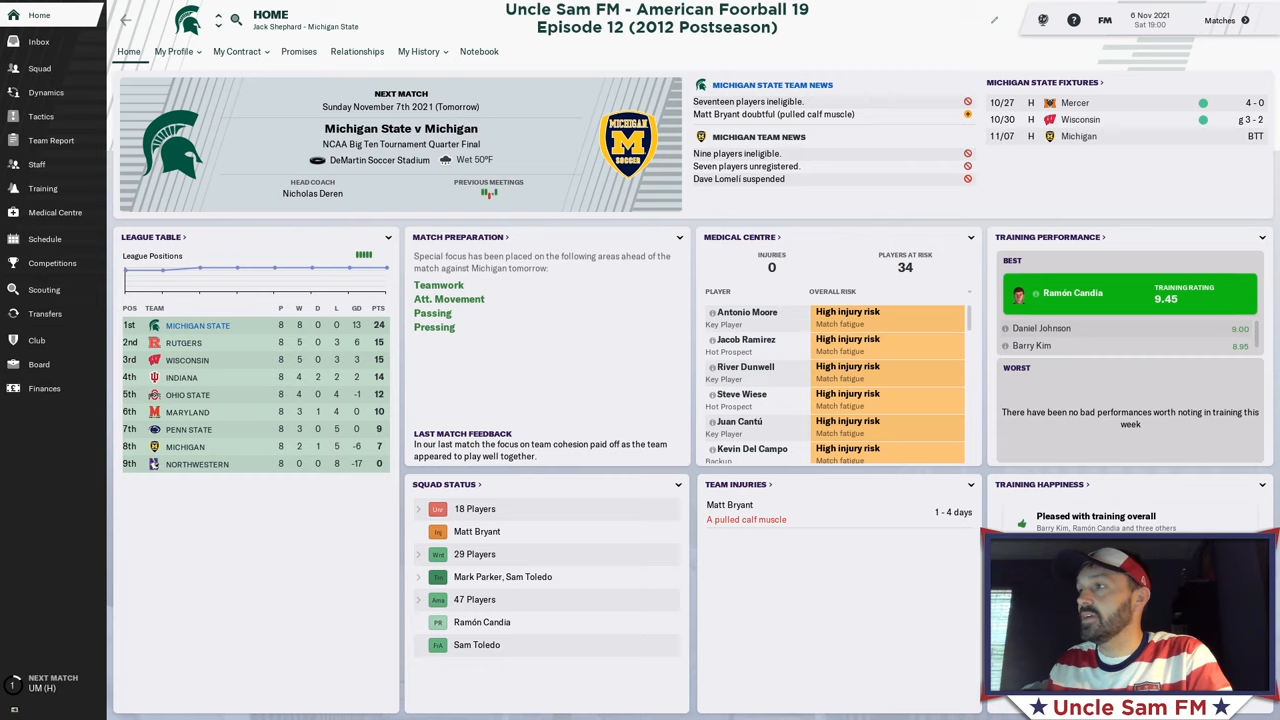 Home
Inbox
Squad
Dynamics
Tactics
Team Report
Staff
Training
Medical Centre
Schedule
Competitions
Scouting
Transfers
Club
Board
Finances
1
NEXT MATCH
UM (H)
HOME
Jack Shephard - Michigan State
Uncle Sam FM - American Foorball 19
Episode 12 (2012 Postseason)
?
FM
6 Nov 2021
Sat 19:00
Matches
Home
My Profile
My Contract
Promises
Relationships
My History
Notebook
NEXT MATCH
Sunday November 7th 2021 (Tomorrow)
Michigan State v Michigan
NCAA Big Ten Tournament Quarter Final
DeMartin Soccer Stadium
Wet 50°F
HEAD COACH
Nicholas Deren
PREVIOUS MEETINGS
MICHIGAN
M
SOCCER
MICHIGAN STATE TEAM NEWS
Seventeen players ineligible.
Matt Bryant doubtful (pulled calf muscle)
MICHIGAN TEAM NEWS
Nine players ineligible.
Seven players unregistered.
Dave Lomelí suspended
MICHIGAN STATE FIXTURES >
10/27 H Mercer 4 - 0
10/30 H Wisconsin g 3 - 2
11/07 H Michigan BTT
LEAGUE TABLE >
League Positions
POS TEAM P W D L GD PTS
1st MICHIGAN STATE 8 8 0 0 13 24
2nd RUTGERS 8 5 0 3 6 15
3rd WISCONSIN 8 5 0 3 3 15
4th INDIANA 8 4 2 2 2 14
5th OHIO STATE 8 4 0 4 -1 12
6th MARYLAND 8 3 1 4 0 10
7th PENN STATE 8 3 0 5 0 9
8th MICHIGAN 8 2 1 5 -6 7
9th NORTHWESTERN 8 0 0 8 -17 0
MATCH PREPARATION >
Special focus has been placed on the following areas ahead of the
match against Michigan tomorrow:
Teamwork
Att. Movement
Passing
Pressing
LAST MATCH FEEDBACK
In our last match the focus on team cohesion paid off as the team
appeared to play well together.
MEDICAL CENTRE >
INJURIES
0
PLAYERS AT RISK
34
PLAYER OVERALL RISK
Antonio Moore High injury risk
Key Player Match fatigue
Jacob Ramirez High injury risk
Hot Prospect Match fatigue
River Dunwell High injury risk
Key Player Match fatigue
Steve Wiese High injury risk
Hot Prospect Match fatigue
Juan Cantú High injury risk
Key Player Match fatigue
Kevin Del Campo High injury risk
Backup Match fatigue
TRAINING PERFORMANCE >
BEST
Ramón Candia
TRAINING RATING
9.45
Daniel Johnson 9.00
Barry Kim 8.95
WORST
There have been no bad performances worth noting in training this
week
SQUAD STATUS >
Unr 18 Players
Inj Matt Bryant
Wnt 29 Players
Trn Mark Parker, Sam Toledo
Ama 47 Players
PR Ramón Candia
FrA Sam Toledo
TEAM INJURIES >
Matt Bryant
A pulled calf muscle
1 - 4 days
TRAINING HAPPINESS >
Pleased with training overall
Barry Kim, Ramón Candia and three others
Uncle Sam FM